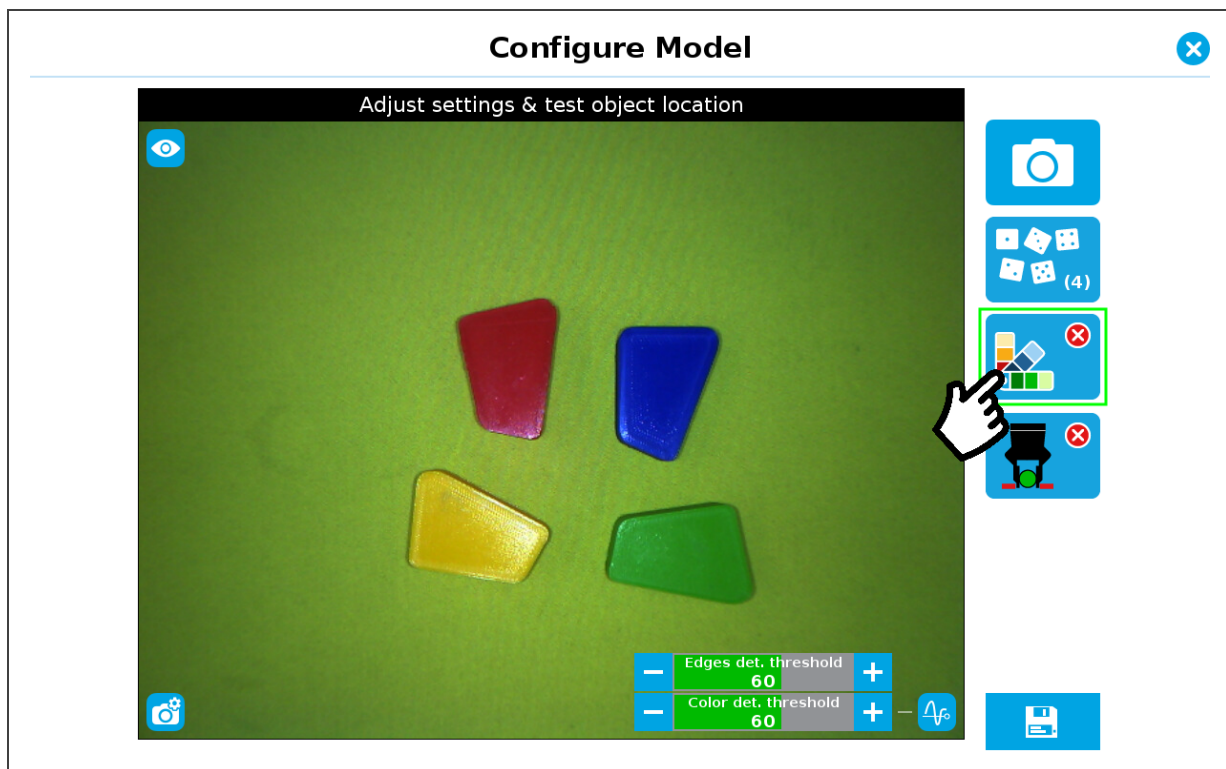 Configure Model
Adjust settings & test object location
(4)
Edges det. threshold
60
Color det. threshold
60